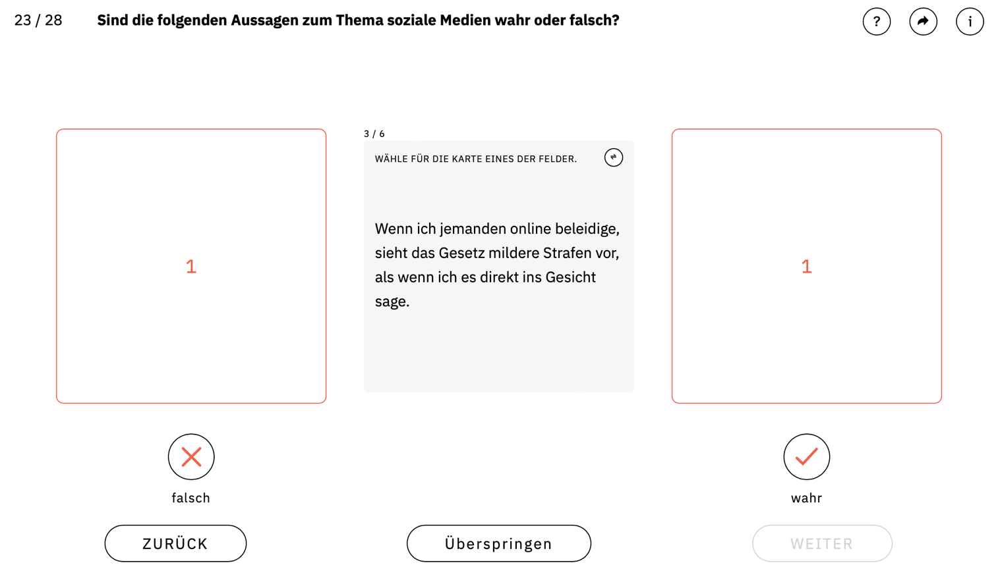 23 / 28
Sind die folgenden Aussagen zum Thema soziale Medien wahr oder falsch?
?
i
3 / 6
WÄHLE FÜR DIE KARTE EINES DER FELDER.
Wenn ich jemanden online beleidige,
sieht das Gesetz mildere Strafen vor,
als wenn ich es direkt ins Gesicht
sage.
1
1
falsch
wahr
ZURÜCK
Überspringen
WEITER